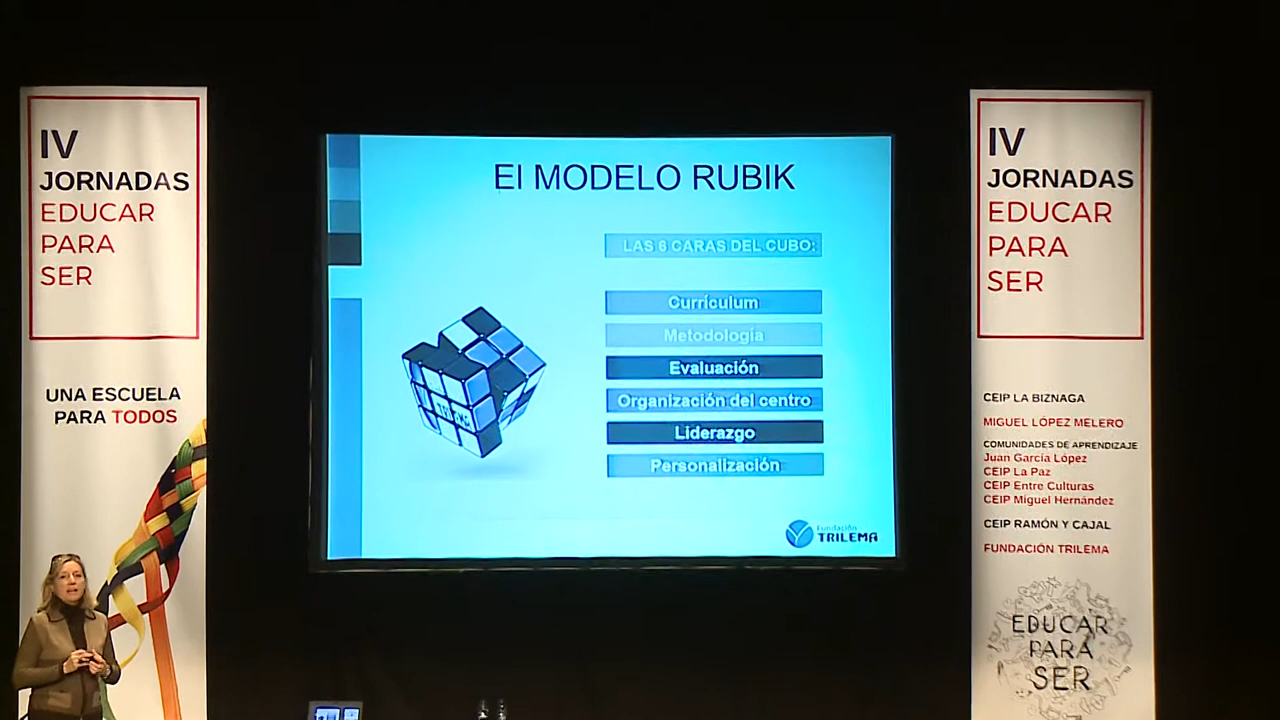 IV
JORNADAS
EDUCAR
PARA
SER
UNA ESCUELA
PARA TODOS
El MODELO RUBIK
LAS 6 CARAS DEL CUBO:
Currículum
Metodología
Evaluación
Organización del centro
Liderazgo
Personalización
TRILEMA
Fundación
TRILEMA
IV
JORNADAS
EDUCAR
PARA
SER
CEIP LA BIZNAGA
MIGUEL LÓPEZ MELERO
COMUNIDADES DE APRENDIZAJE
Juan García López
CEIP La Paz
CEIP Entre Culturas
CEIP Miguel Hernández
CEIP RAMÓN Y CAJAL
FUNDACIÓN TRILEMA
EDUCAR
PARA
SER